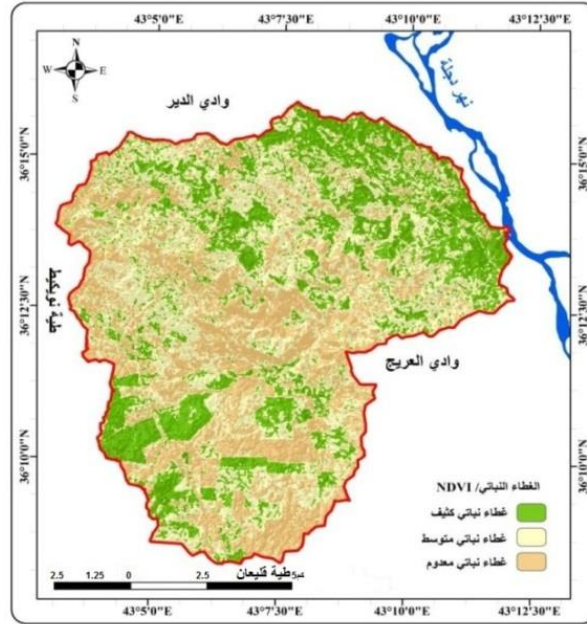 43°5'0"E 43°7'30"E 43°10'0"E 43°12'30"E
N
W E
S
وادي الدير
نهر دجلة
36°15'0"N 36°15'0"N
طية نويكيط
36°12'30"N 36°12'30"N
وادي العريج
36°10'0"N 36°10'0"N
الغطاء النباتي/ NDVI
غطاء نباتي كثيف
غطاء نباتي متوسط
غطاء نباتي معدوم
طية قليعان
2.5 1.25 0 2.5 5كم
43°5'0"E 43°7'30"E 43°10'0"E 43°12'30"E